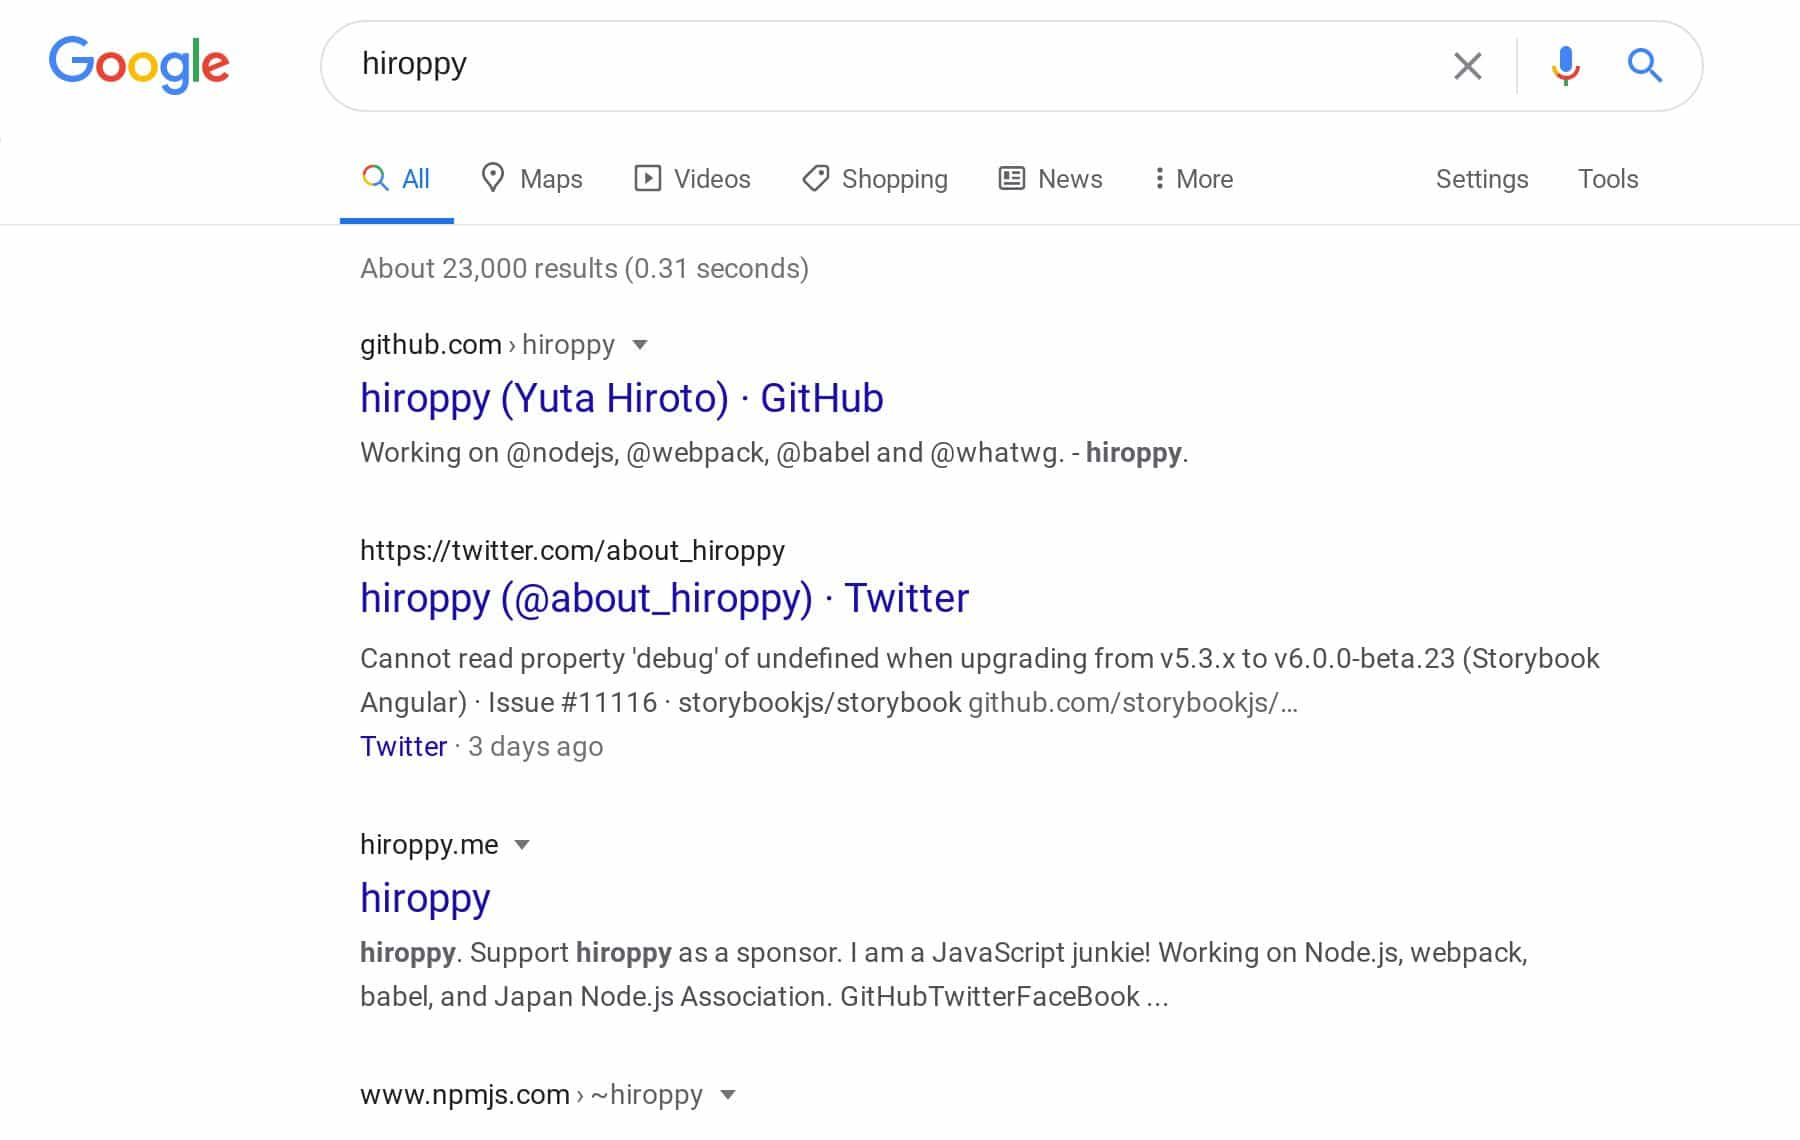 Google
hiroppy
All Maps Videos Shopping News More Settings Tools
About 23,000 results (0.31 seconds)
github.com › hiroppy
hiroppy (Yuta Hiroto) · GitHub
Working on @nodejs, @webpack, @babel and @whatwg. - hiroppy.
https://twitter.com/about_hiroppy
hiroppy (@about_hiroppy) · Twitter
Cannot read property 'debug' of undefined when upgrading from v5.3.x to v6.0.0-beta.23 (Storybook
Angular) · Issue #11116 · storybookjs/storybook github.com/storybookjs/…
Twitter · 3 days ago
hiroppy.me
hiroppy
hiroppy. Support hiroppy as a sponsor. I am a JavaScript junkie! Working on Node.js, webpack,
babel, and Japan Node.js Association. GitHubTwitterFaceBook ...
www.npmjs.com › ~hiroppy